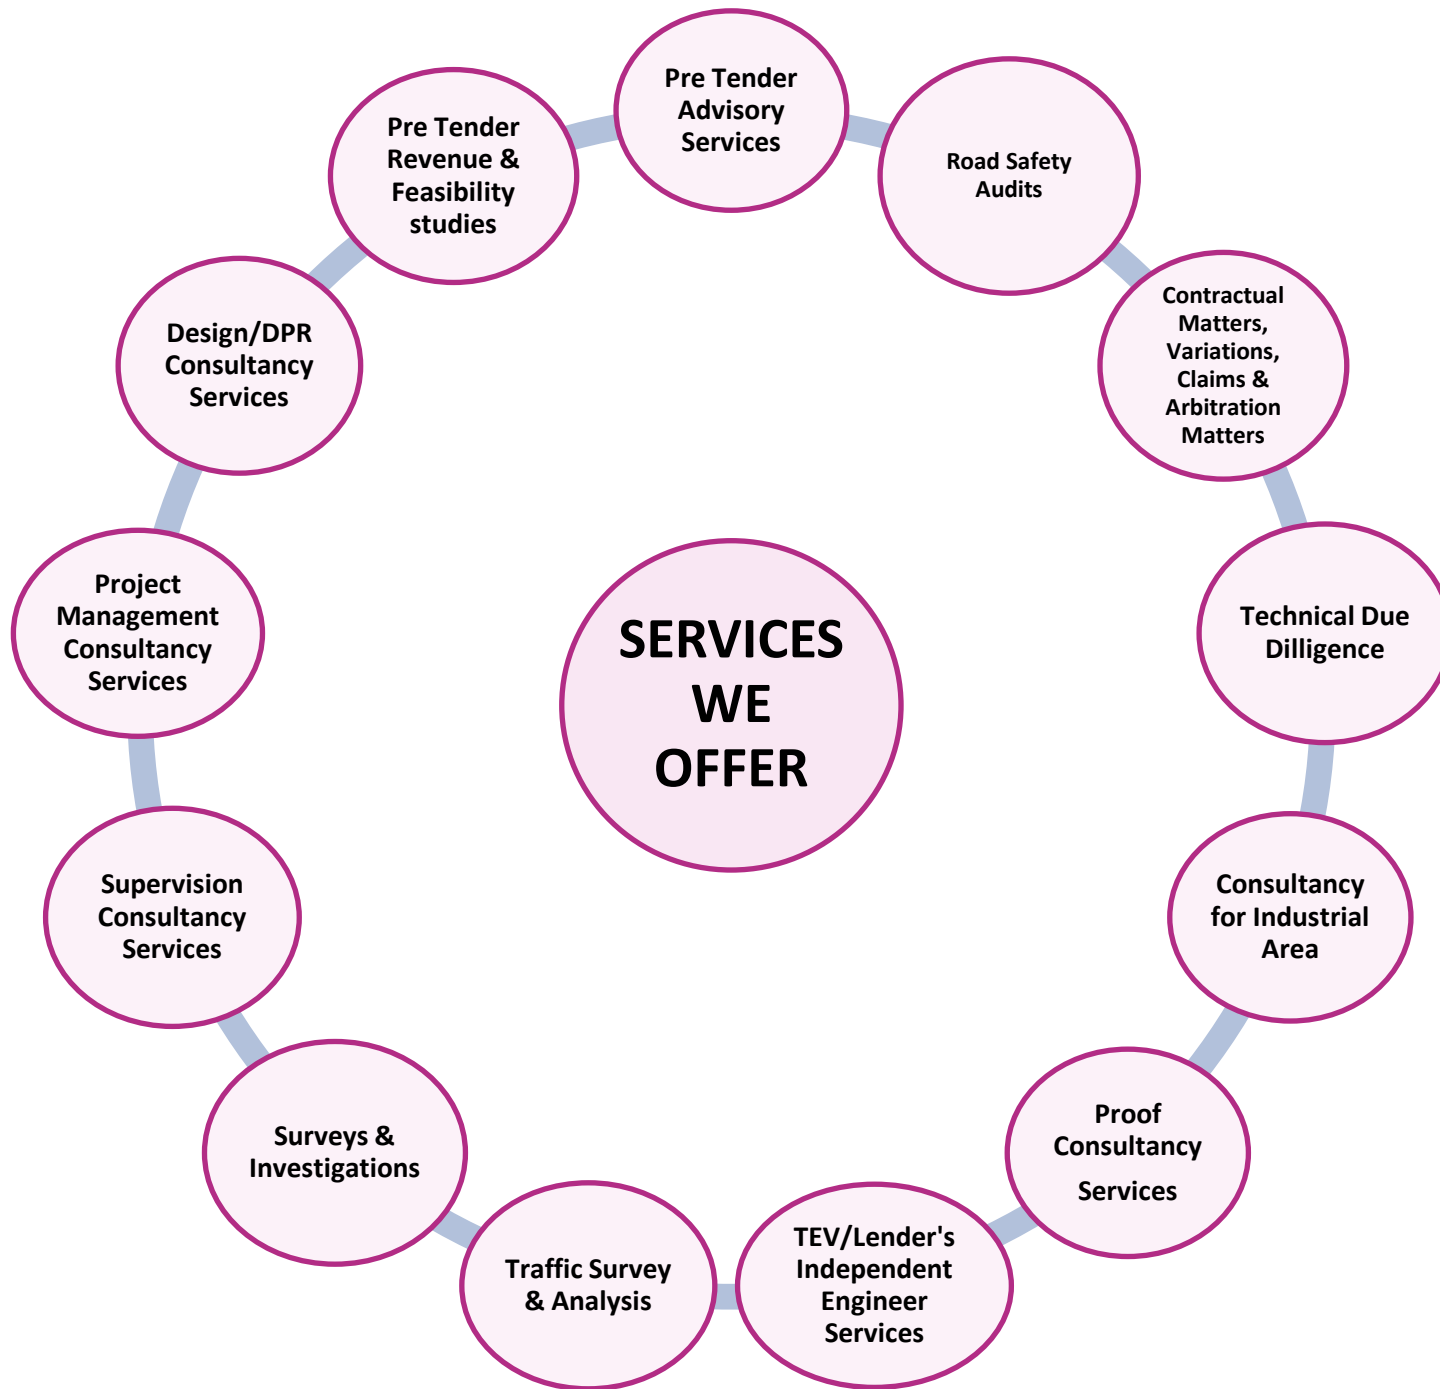 Pre Tender
Advisory
Services
Road Safety
Audits
Contractual
Matters,
Variations,
Claims &
Arbitration
Matters
Technical Due
Dilligence
Consultancy
for Industrial
Area
Proof
Consultancy
Services
TEV/Lender's
Independent
Engineer
Services
Traffic Survey
& Analysis
Surveys &
Investigations
Supervision
Consultancy
Services
Project
Management
Consultancy
Services
Design/DPR
Consultancy
Services
Pre Tender
Revenue &
Feasibility
studies
SERVICES
WE
OFFER